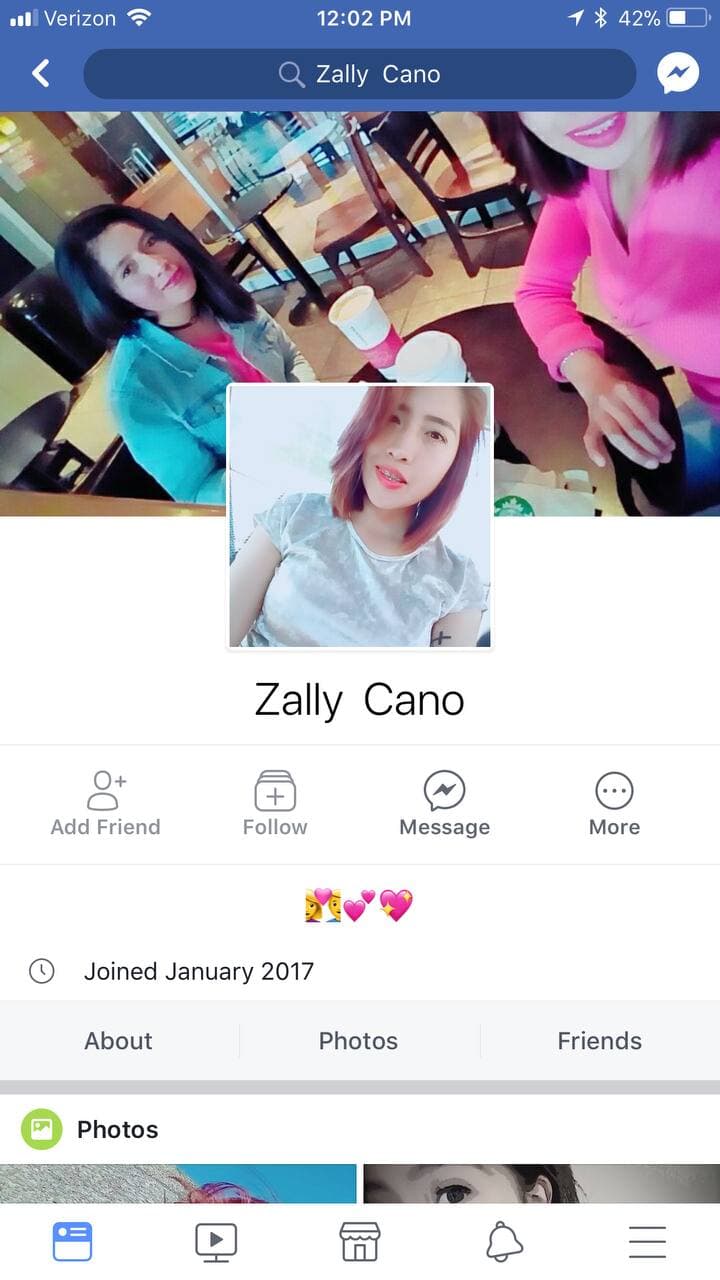 Verizon 12:02 PM 42%
Zally Cano
Zally Cano
Add Friend Follow Message More
Joined January 2017
About Photos Friends
Photos